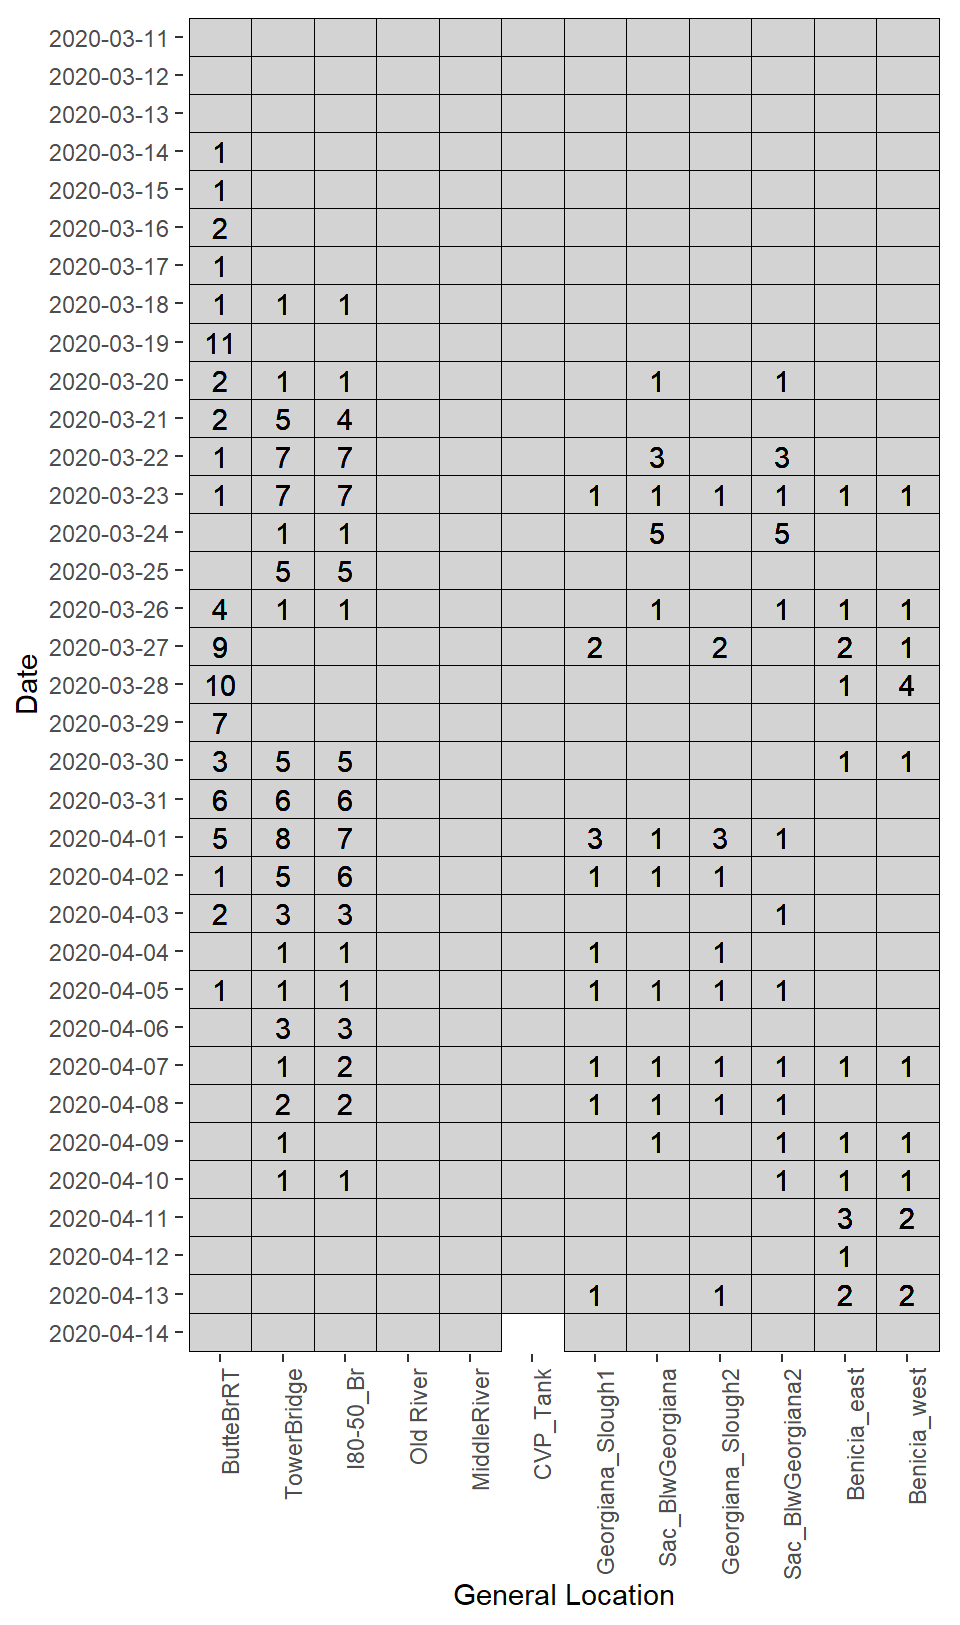 2020-03-11
2020-03-12
2020-03-13
2020-03-14 1
2020-03-15 1
2020-03-16 2
2020-03-17 1
2020-03-18 1 1 1
2020-03-19 11
2020-03-20 2 1 1 1 1
2020-03-21 2 5 4
2020-03-22 1 7 7 3 3
2020-03-23 1 7 7 1 1 1 1 1 1
2020-03-24 1 1 5 5
2020-03-25 5 5
2020-03-26 4 1 1 1 1 1 1
2020-03-27 9 2 2 2 1
2020-03-28 10 1 4
2020-03-29 7
2020-03-30 3 5 5 1 1
2020-03-31 6 6 6
2020-04-01 5 8 7 3 1 3 1
2020-04-02 1 5 6 1 1 1
2020-04-03 2 3 3 1
2020-04-04 1 1 1 1
2020-04-05 1 1 1 1 1 1 1
2020-04-06 3 3
2020-04-07 1 2 1 1 1 1 1 1
2020-04-08 2 2 1 1 1 1
2020-04-09 1 1 1 1 1
2020-04-10 1 1 1 1 1
2020-04-11 3 2
2020-04-12 1
2020-04-13 1 1 2 2
2020-04-14
Date
ButteBrRT
TowerBridge
I80-50_Br
Old River
MiddleRiver
CVP_Tank
Georgiana_Slough1
Sac_BlwGeorgiana
Georgiana_Slough2
Sac_BlwGeorgiana2
Benicia_east
Benicia_west
General Location